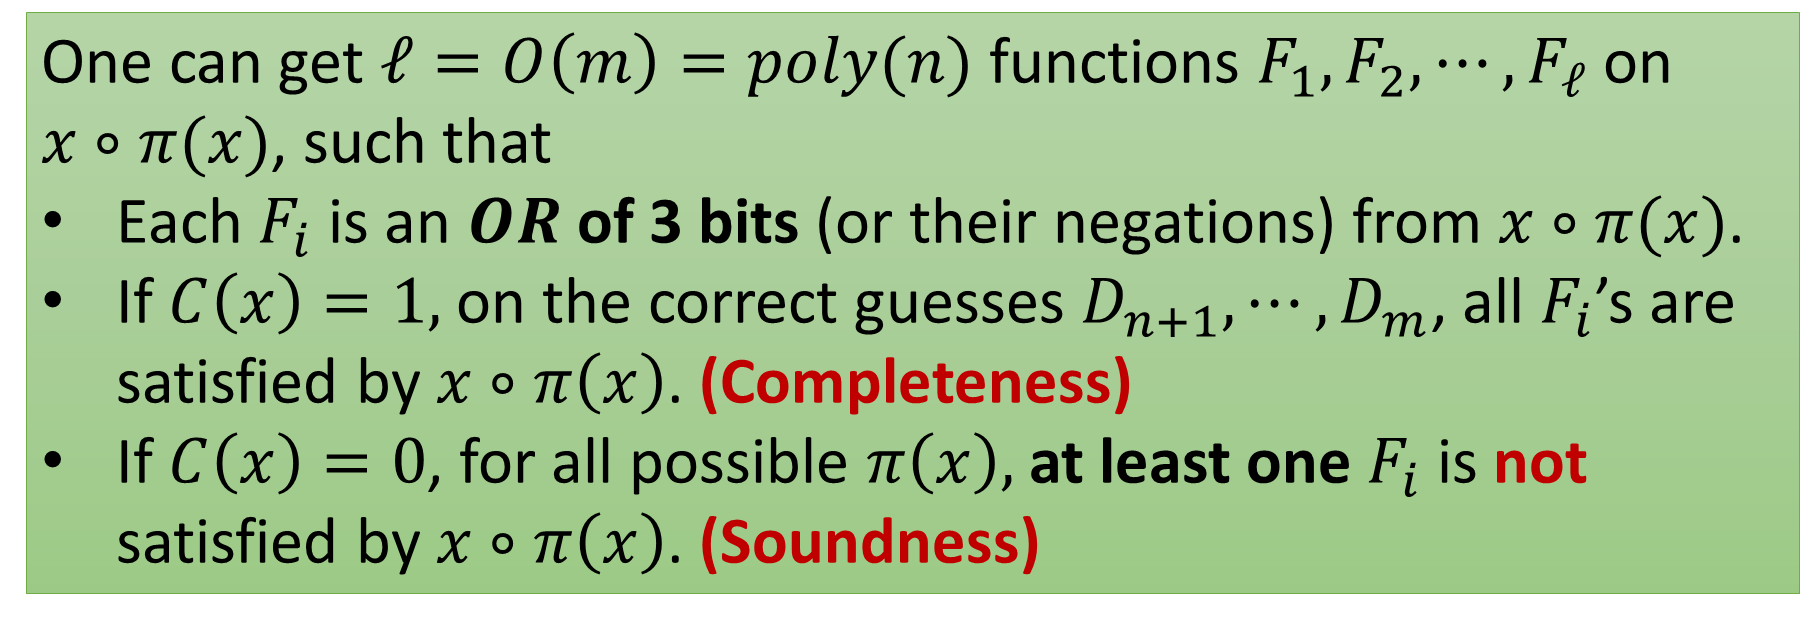 One can get ℓ = O(m) = poly(n) functions F₁, F₂, ⋯, F_ℓ on
x ∘ π(x), such that
• Each Fᵢ is an OR of 3 bits (or their negations) from x ∘ π(x).
• If C(x) = 1, on the correct guesses Dₙ₊₁, ⋯, Dₘ, all Fᵢ’s are
satisfied by x ∘ π(x). (Completeness)
• If C(x) = 0, for all possible π(x), at least one Fᵢ is not
satisfied by x ∘ π(x). (Soundness)